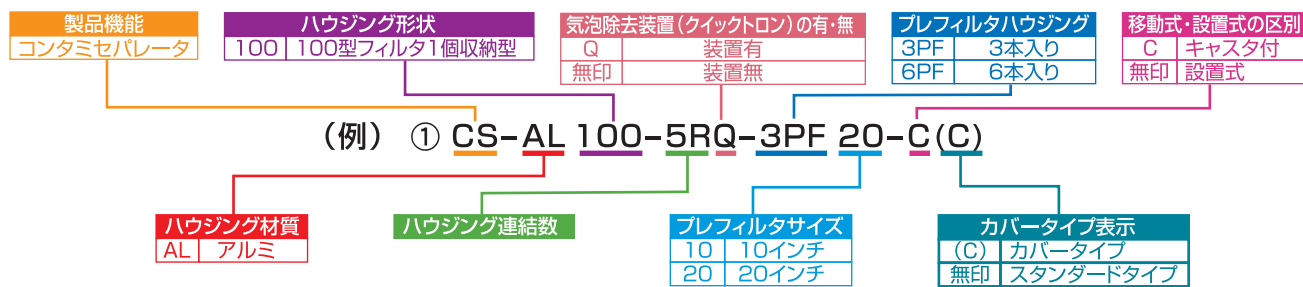 製品機能
コンタミセパレータ
ハウジング形状
100 100型フィルタ1個収納型
気泡除去装置(クイックトロン)の有・無
Q 装置有
無印 装置無
プレフィルタハウジング
3PF 3本入り
6PF 6本入り
移動式・設置式の区別
C キャスタ付
無印 設置式
(例) ① CS-AL 100-5RQ-3PF 20-C(C)
ハウジング材質
AL アルミ
ハウジング連結数
プレフィルタサイズ
10 10インチ
20 20インチ
カバータイプ表示
(C) カバータイプ
無印 スタンダードタイプ